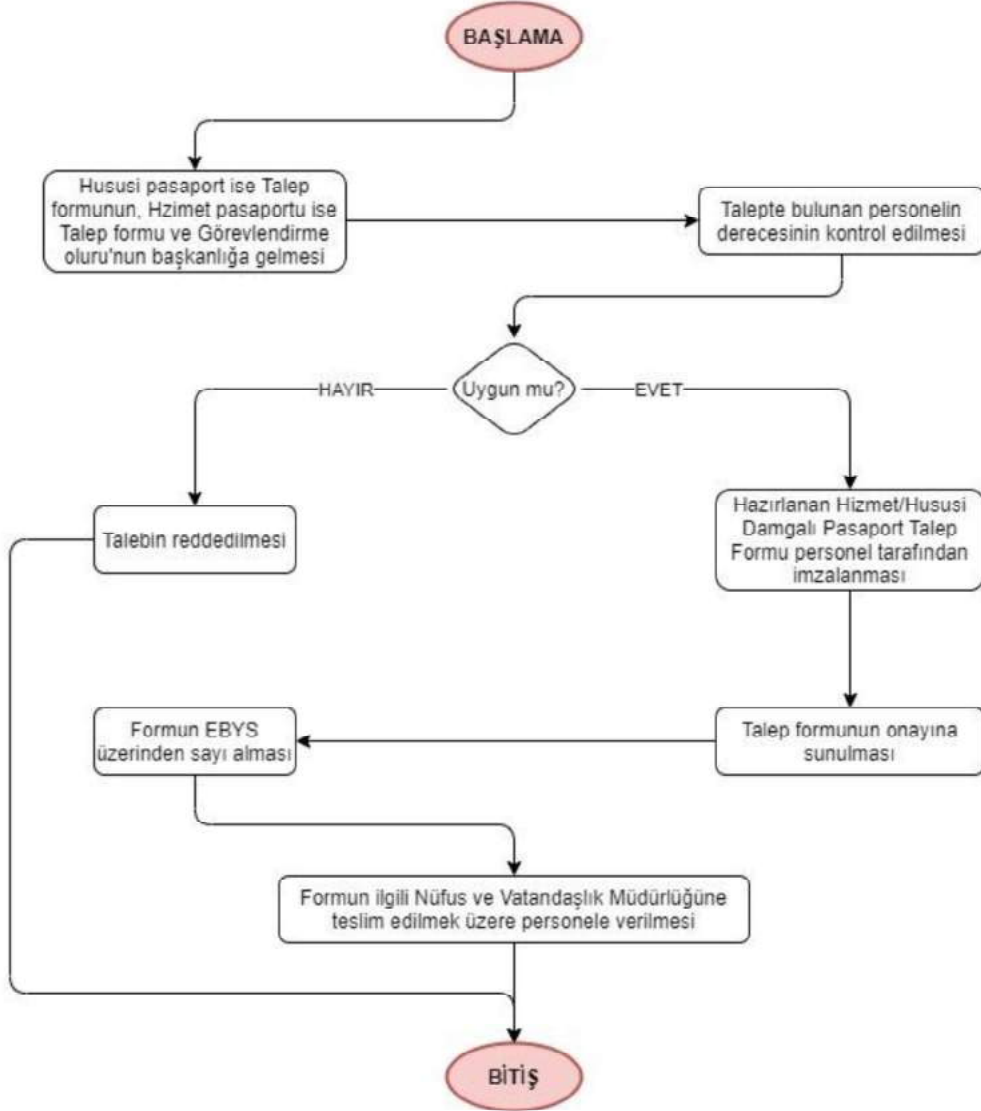 BAŞLAMA
Hususi pasaport ise Talep
formunun, Hzimet pasaportu ise
Talep formu ve Görevlendirme
oluru'nun başkanlığa gelmesi
Talepte bulunan personelin
derecesinin kontrol edilmesi
Uygun mu?
HAYIR
EVET
Talebin reddedilmesi
Hazırlanan Hizmet/Hususi
Damgalı Pasaport Talep
Formu personel tarafından
imzalanması
Formun EBYS
üzerinden sayı alması
Talep formunun onayına
sunulması
Formun ilgili Nüfus ve Vatandaşlık Müdürlüğüne
teslim edilmek üzere personele verilmesi
BİTİŞ